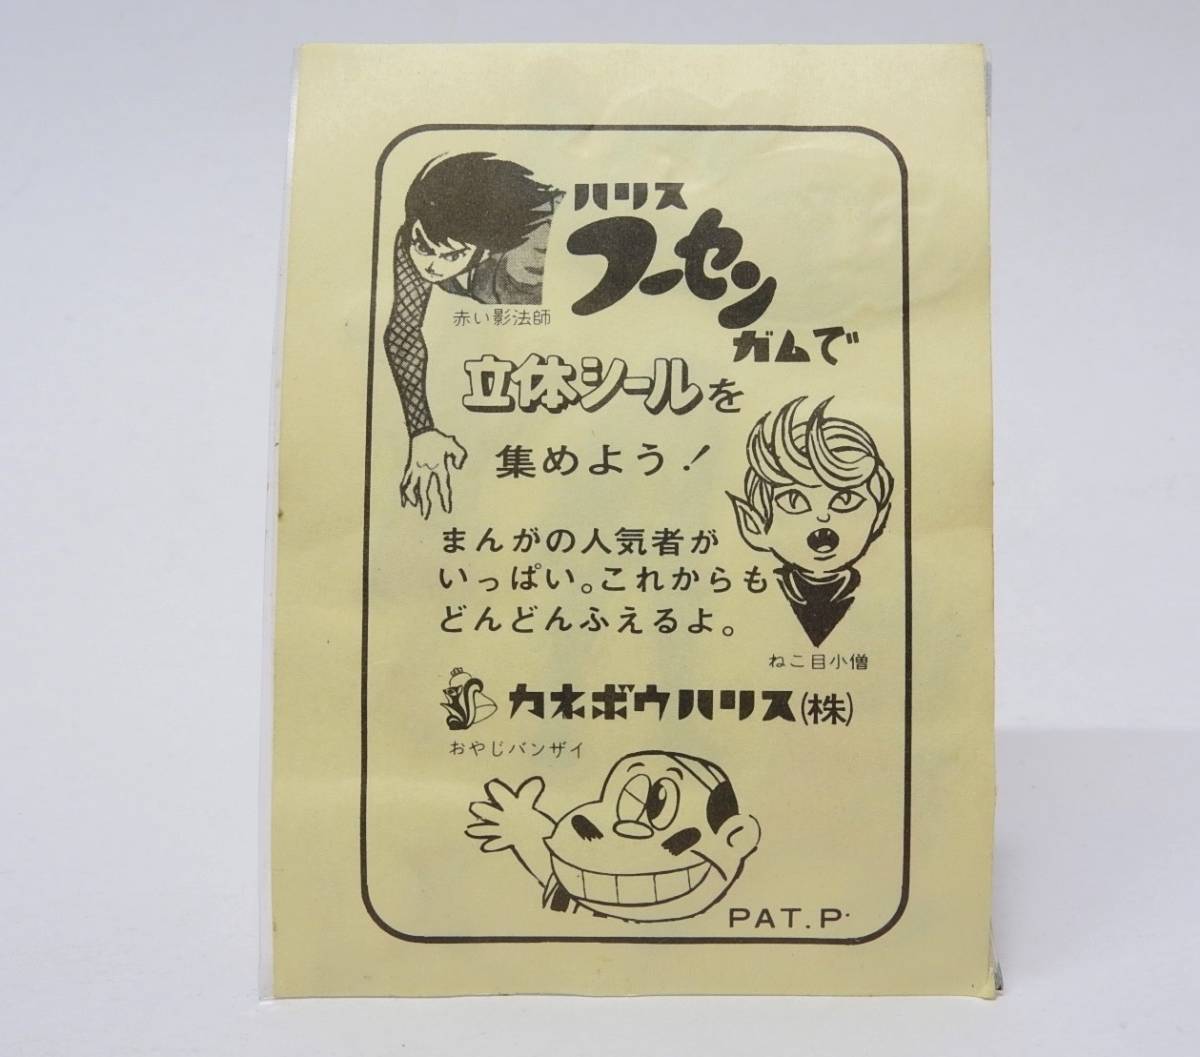 ハリス
フーセン
ガムで
赤い影法師
立体シールを
集めよう！
まんがの人気者が
いっぱい。これからも
どんどんふえるよ。
ねこ目小僧
カネボウハリス(株)
おやじバンザイ
PAT.P.